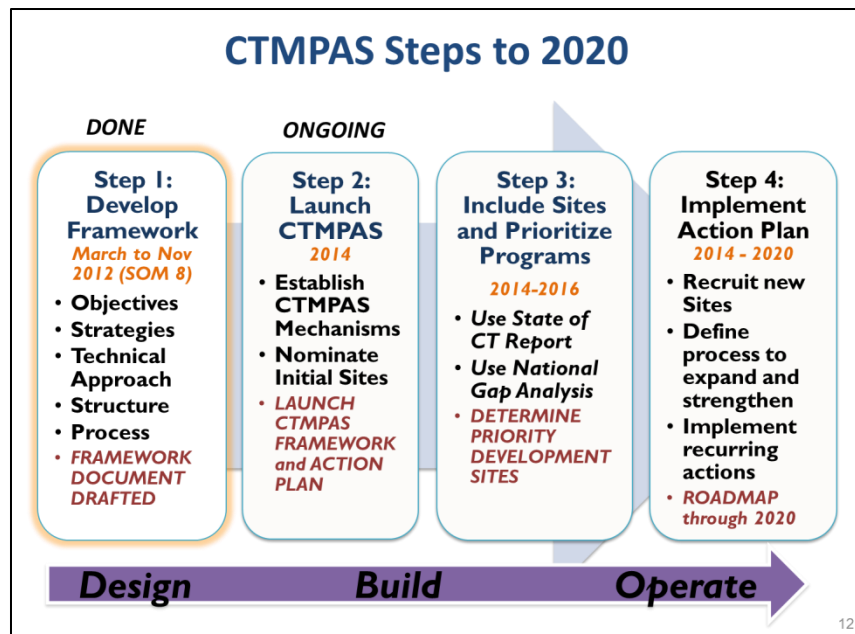 CTMPAS Steps to 2020
DONE
ONGOING
Step 1:
Develop
Framework
March to Nov
2012 (SOM 8)
• Objectives
• Strategies
• Technical
Approach
• Structure
• Process
• FRAMEWORK
DOCUMENT
DRAFTED
Step 2:
Launch
CTMPAS
2014
• Establish
CTMPAS
Mechanisms
• Nominate
Initial Sites
• LAUNCH
CTMPAS
FRAMEWORK
and ACTION
PLAN
Step 3:
Include Sites
and Prioritize
Programs
2014-2016
• Use State of
CT Report
• Use National
Gap Analysis
• DETERMINE
PRIORITY
DEVELOPMENT
SITES
Step 4:
Implement
Action Plan
2014 - 2020
• Recruit new
Sites
• Define
process to
expand and
strengthen
• Implement
recurring
actions
• ROADMAP
through 2020
Design Build Operate
12